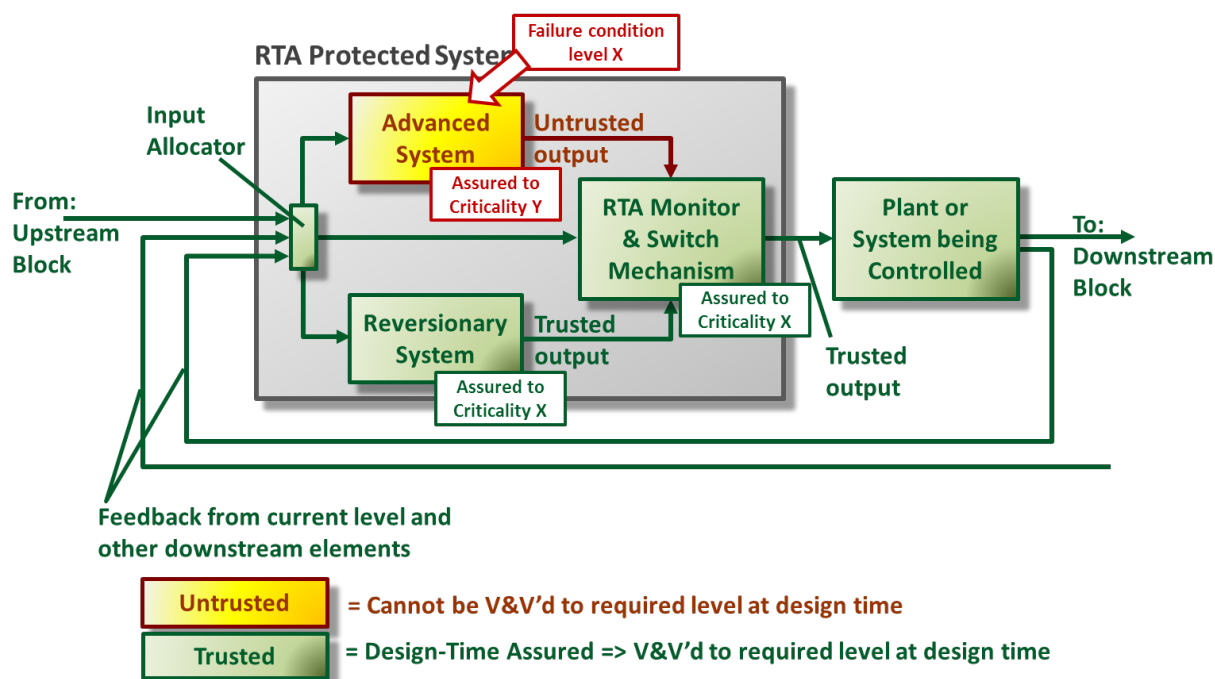 Failure condition
level X
RTA Protected System
Input
Allocator
Advanced
System
Untrusted
output
Assured to
Criticality Y
From:
Upstream
Block
RTA Monitor
& Switch
Mechanism
Assured to
Criticality X
Plant or
System being
Controlled
To:
Downstream
Block
Reversionary
System
Trusted
output
Assured to
Criticality X
Trusted
output
Feedback from current level and
other downstream elements
Untrusted = Cannot be V&V’d to required level at design time
Trusted = Design-Time Assured => V&V’d to required level at design time